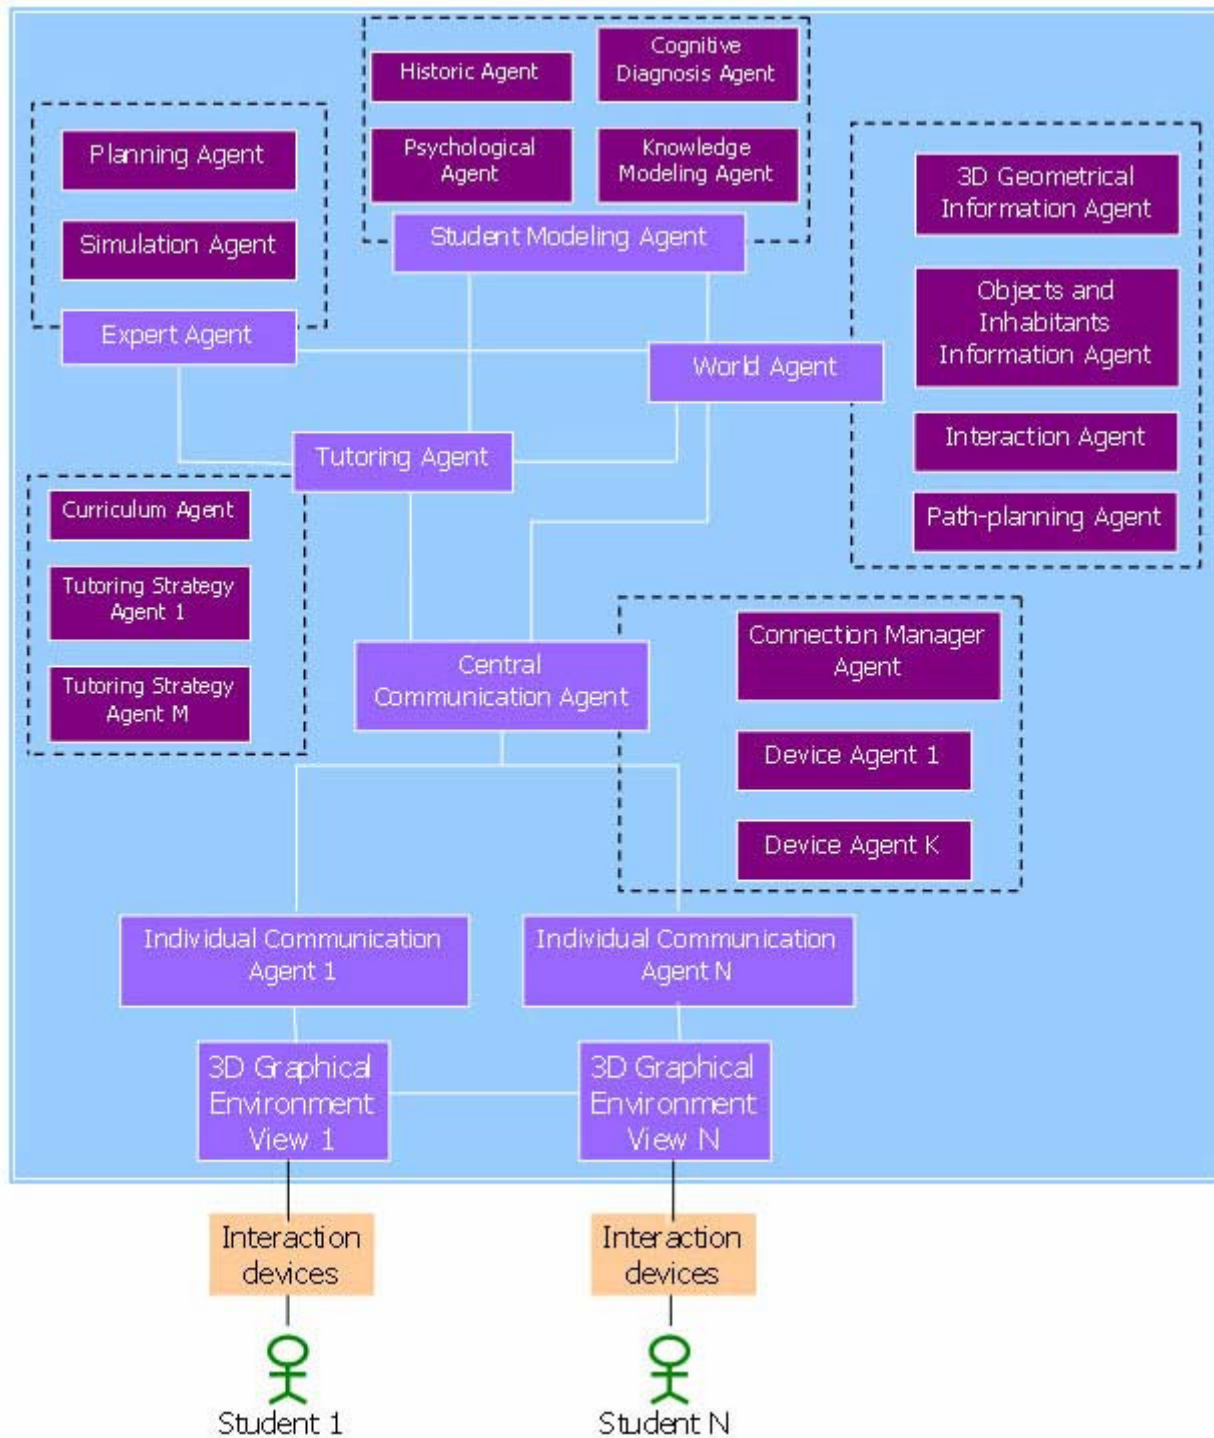 Historic Agent
Cognitive
Diagnosis Agent
Psychological
Agent
Knowledge
Modeling Agent
Student Modeling Agent
Planning Agent
Simulation Agent
Expert Agent
3D Geometrical
Information Agent
Objects and
Inhabitants
Information Agent
Interaction Agent
Path-planning Agent
World Agent
Tutoring Agent
Curriculum Agent
Tutoring Strategy
Agent 1
Tutoring Strategy
Agent M
Central
Communication Agent
Connection Manager
Agent
Device Agent 1
Device Agent K
Individual Communication
Agent 1
Individual Communication
Agent N
3D Graphical
Environment
View 1
3D Graphical
Environment
View N
Interaction
devices
Interaction
devices
Student 1
Student N